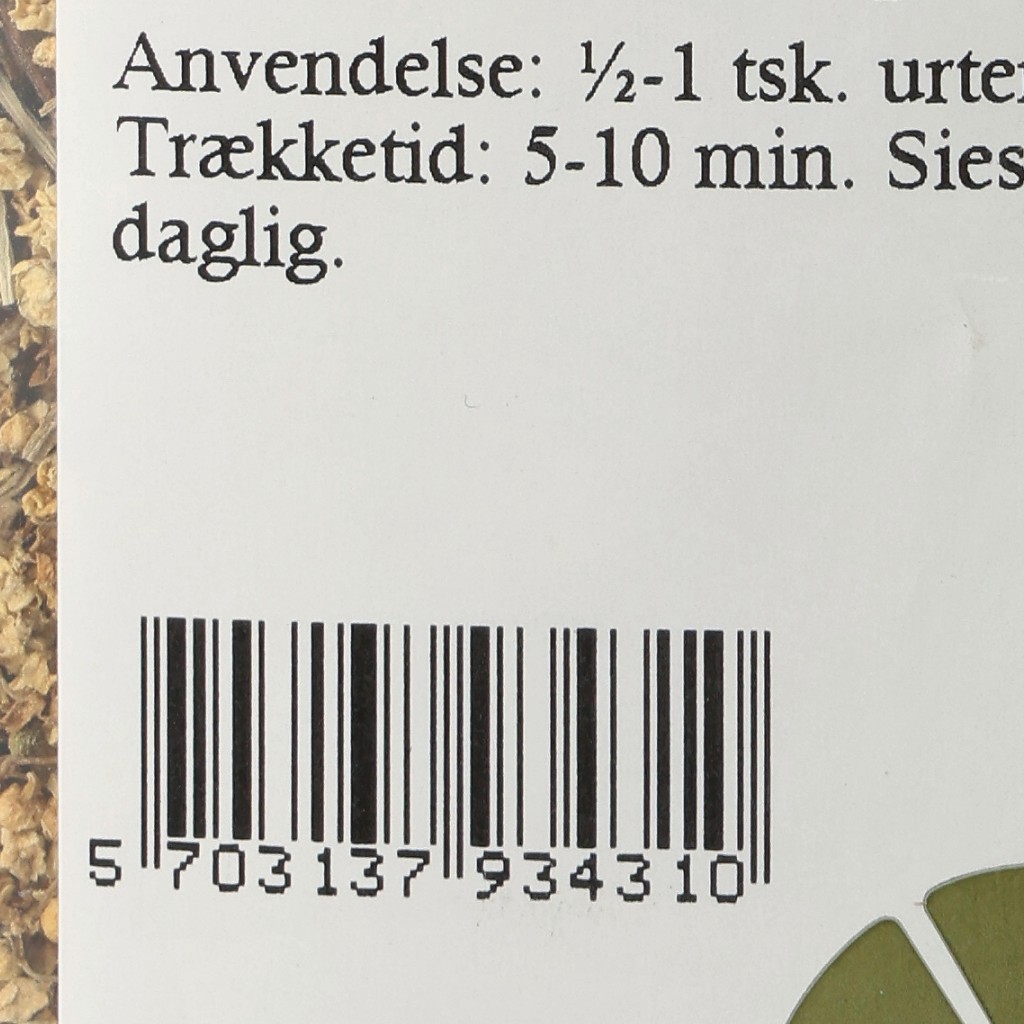 Anvendelse: ½-1 tsk.
Trækketid: 5-10 min.
daglig.
5 703137 934310